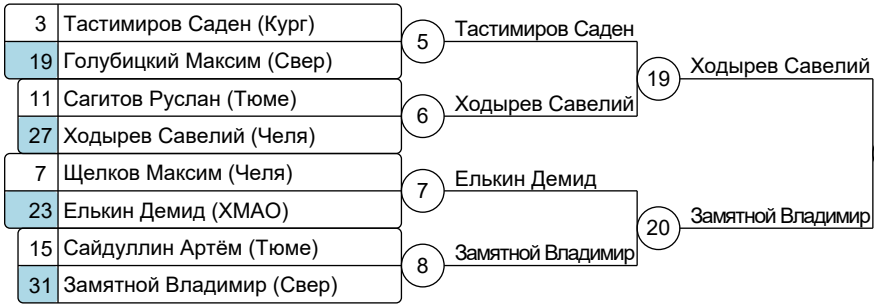 3 Тастимиров Саден (Кург)
5 Тастимиров Саден
19 Голубицкий Максим (Свер)
19 Ходырев Савелий
11 Сагитов Руслан (Тюме)
6 Ходырев Савелий
27 Ходырев Савелий (Челя)
7 Щелков Максим (Челя)
7 Елькин Демид
23 Елькин Демид (ХМАО)
20 Замятной Владимир
15 Сайдуллин Артём (Тюме)
8 Замятной Владимир
31 Замятной Владимир (Свер)